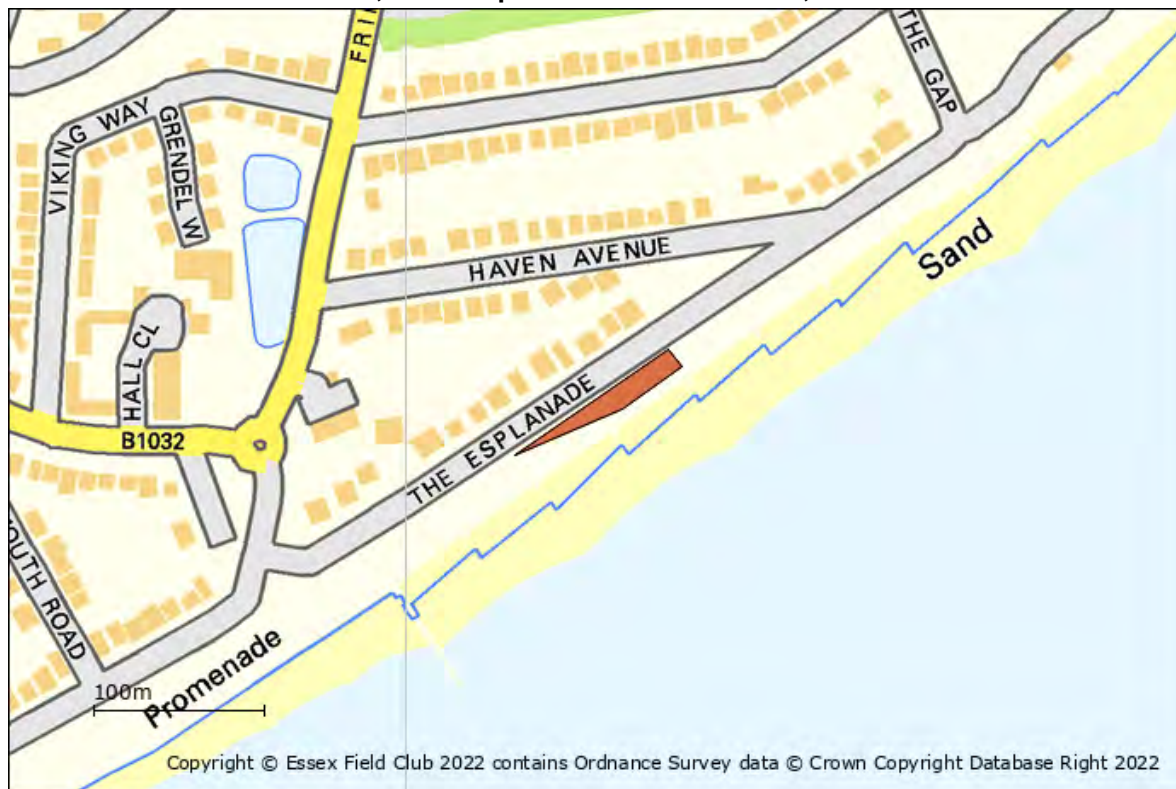 FRI
THE GAP
VIKING WAY
GRENDEL W
HAVEN AVENUE
Sand
HALL CL
THE ESPLANADE
B1032
OUTH ROAD
Promenade
100m
Copyright © Essex Field Club 2022 contains Ordnance Survey data © Crown Copyright Database Right 2022